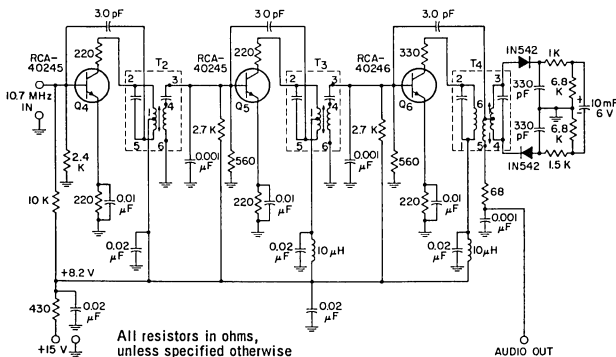 3.0 pF
3.0 pF
3.0 pF
RCA-
40245
220
T2
2
3
4
5
6
10.7 MHz
IN
Q4
2.4
K
10 K
220
0.01
μF
0.02
μF
2.7 K
0.001
μF
RCA-
40245
220
T3
2
3
4
5
6
Q5
560
220
0.01
μF
0.02
μF
10 μH
2.7 K
0.001
μF
RCA-
40246
330
T4
2
3
6
5
4
Q6
560
220
0.01
μF
0.02
μF
10 μH
1N542
1K
330
pF
6.8
K
330
pF
6.8
K
10 mF
6 V
1N542
1.5 K
68
0.001
μF
+8.2 V
430
0.02
μF
0.02
μF
+15 V
All resistors in ohms,
unless specified otherwise
AUDIO OUT